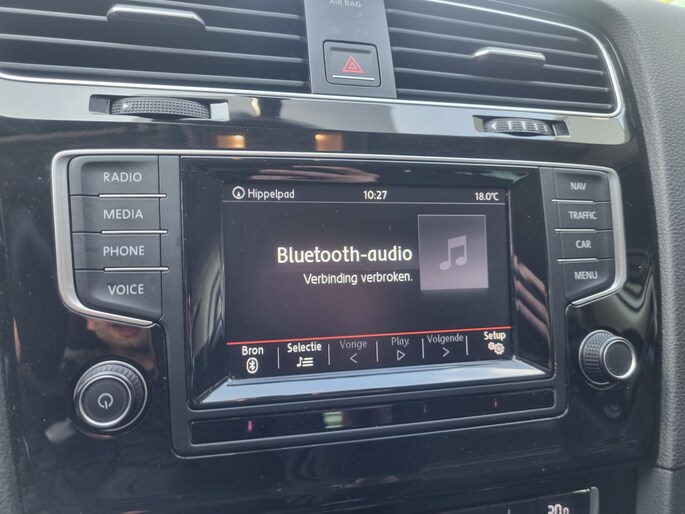 AIR BAG
RADIO
MEDIA
PHONE
VOICE
Hippelpad 10:27 18.0°C
Bluetooth-audio
Verbinding verbroken.
Bron Selectie Vorige Play Volgende Setup
NAV
TRAFFIC
CAR
MENU